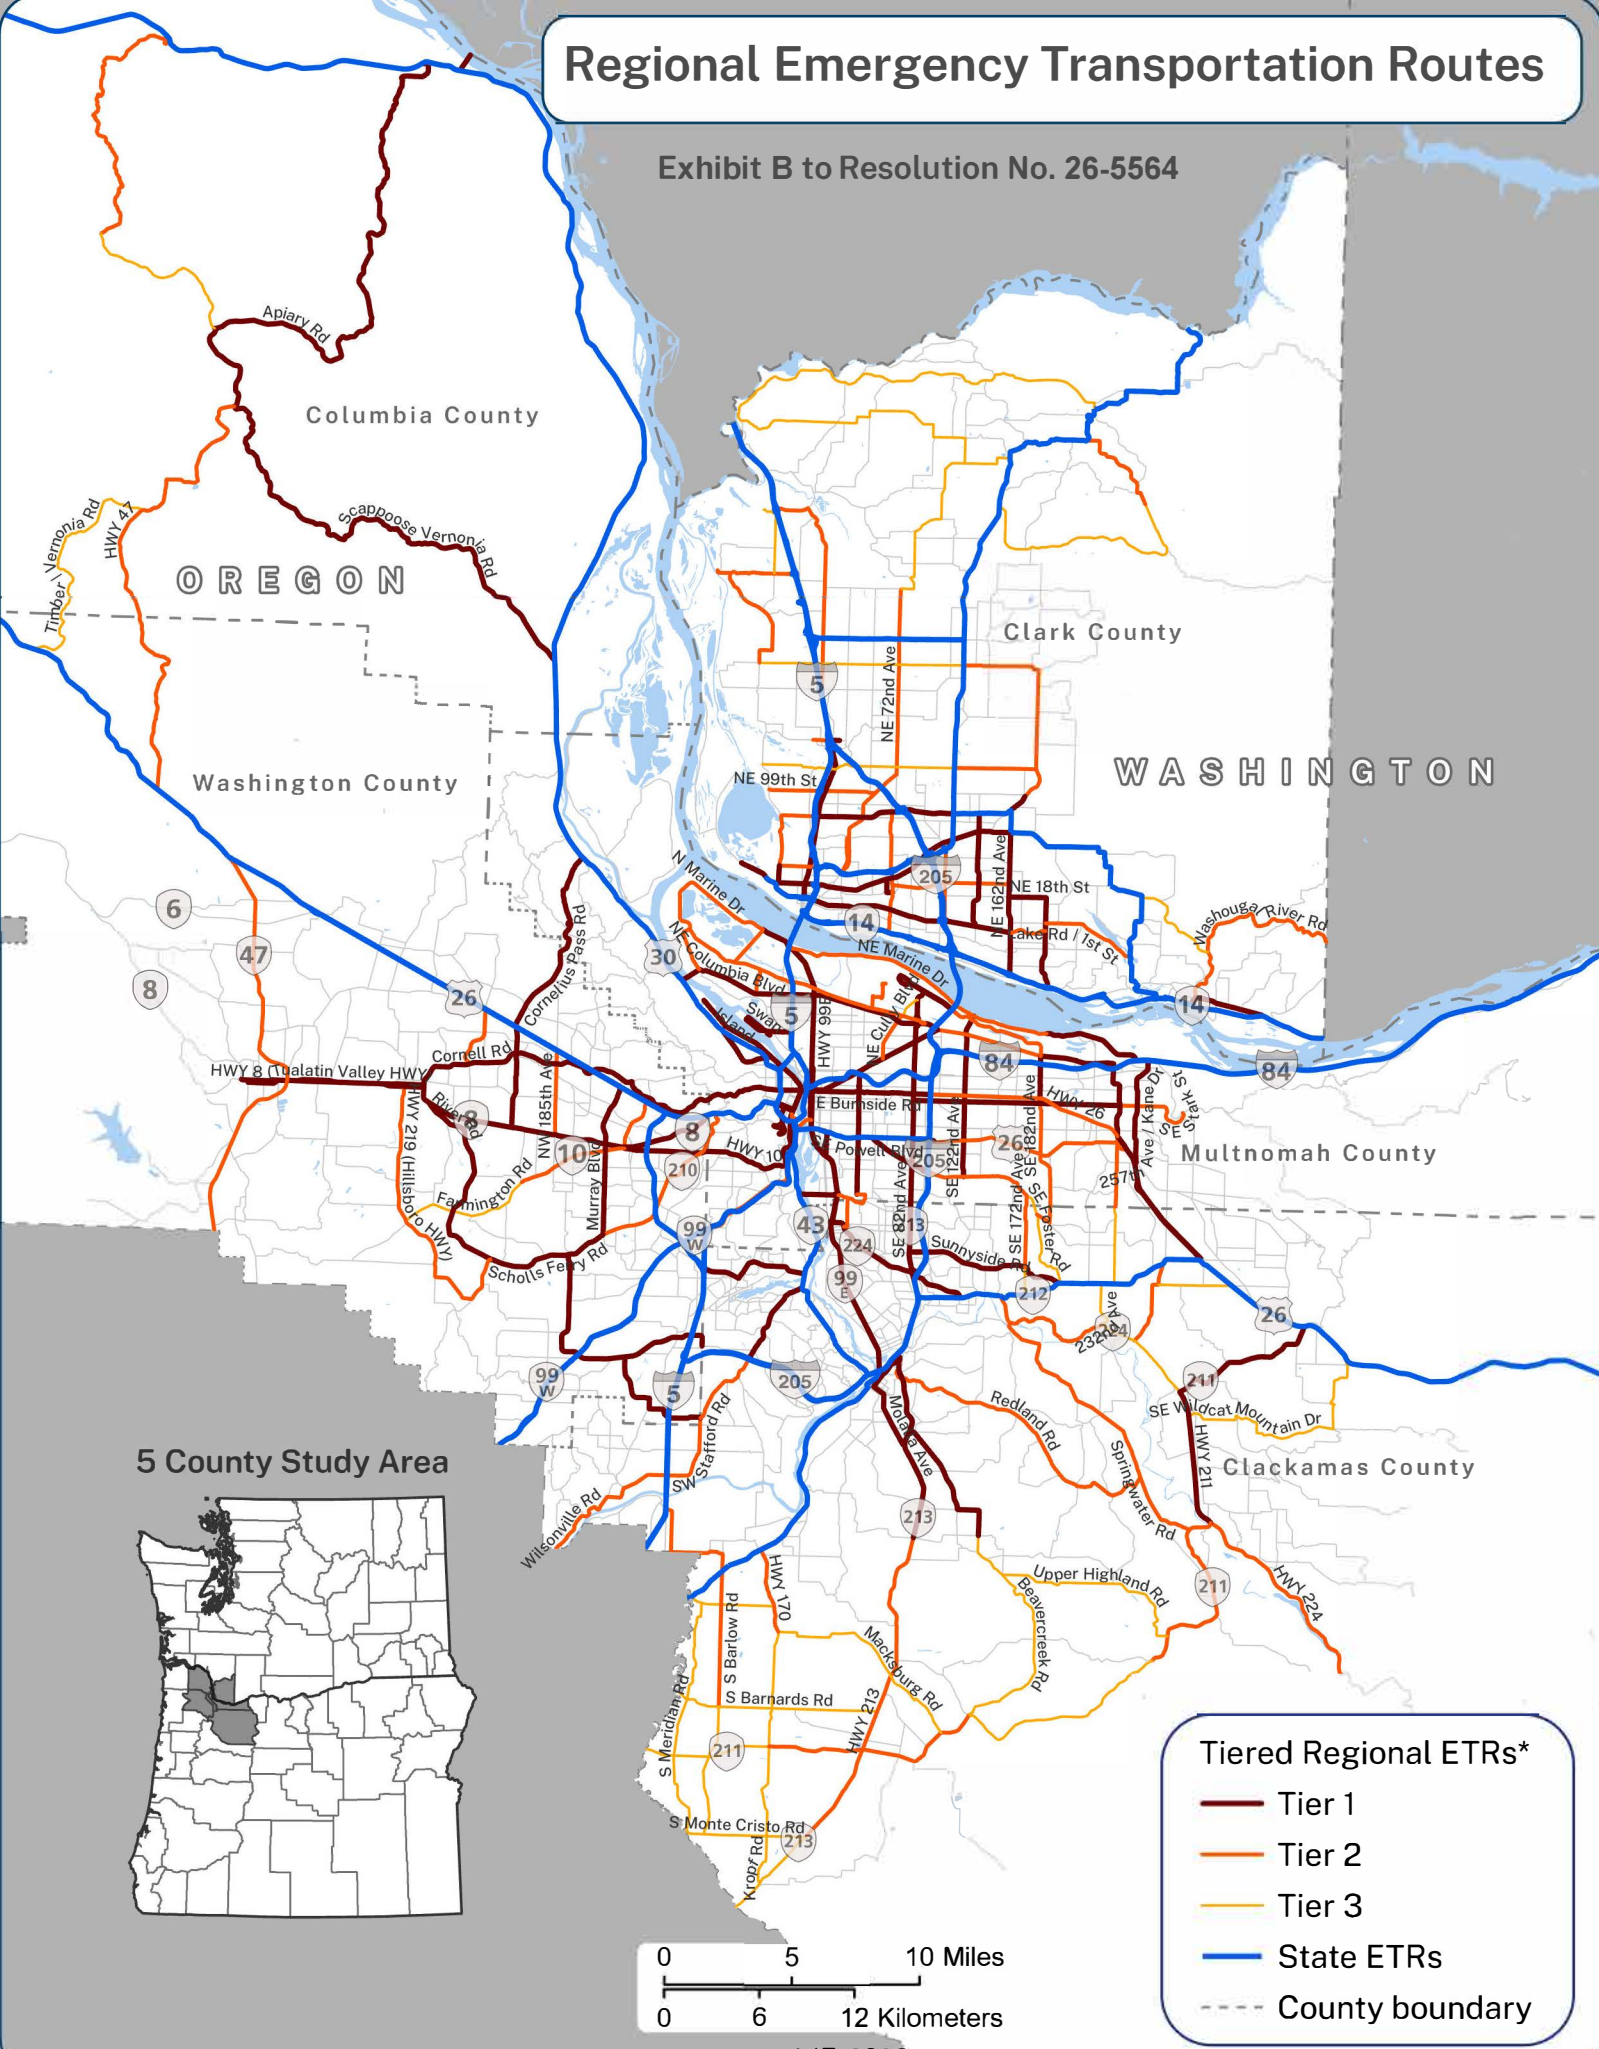 Regional Emergency Transportation Routes
Exhibit B to Resolution No. 26-5564
Apiary Rd
Columbia County
Scappoose Vernonia Rd
Timber \ Vernonia Rd
HWY 47
OREGON
Clark County
5
NE 72nd Ave
WASHINGTON
Washington County
NE 99th St
N Marine Dr
205
NE 162nd Ave
NE 18th St
6
14
Lake Rd / 1st St
Washougal River Rd
47
Cornelius Pass Rd
30
NE Columbia Blvd
NE Marine Dr
8
26
Swan Island
5
HWY 99E
NE Cully Blvd
14
Cornell Rd
84
84
HWY 8 (Tualatin Valley HWY
NW 185th Ave
HWY 219 (Hillsboro HWY)
River Rd
8
8
E Burnside Rd
HWY 26
SE Stark St
257th Ave / Kane Dr
10
HWY 10
SE Powell Blvd
205
26
SE 122nd Ave
SE 182nd Ave
Multnomah County
210
Farmington Rd
Murray Blvd
SE 82nd Ave
SE 172nd Ave
SE Foster Rd
99
W
43
213
224
Sunnyside Rd
Scholls Ferry Rd
99
E
212
26
232nd Ave
224
99
W
5
205
211
SE Wildcat Mountain Dr
SW Stafford Rd
Molalla Ave
Redland Rd
HWY 211
Springwater Rd
Clackamas County
5 County Study Area
Wilsonville Rd
213
HWY 170
Upper Highland Rd
211
HWY 224
Beavercreek Rd
S Barlow Rd
Macksburg Rd
S Meridian Rd
S Barnards Rd
HWY 213
211
S Monte Cristo Rd
213
Kropf Rd
Tiered Regional ETRs*
Tier 1
Tier 2
Tier 3
State ETRs
County boundary
0 5 10 Miles
0 6 12 Kilometers